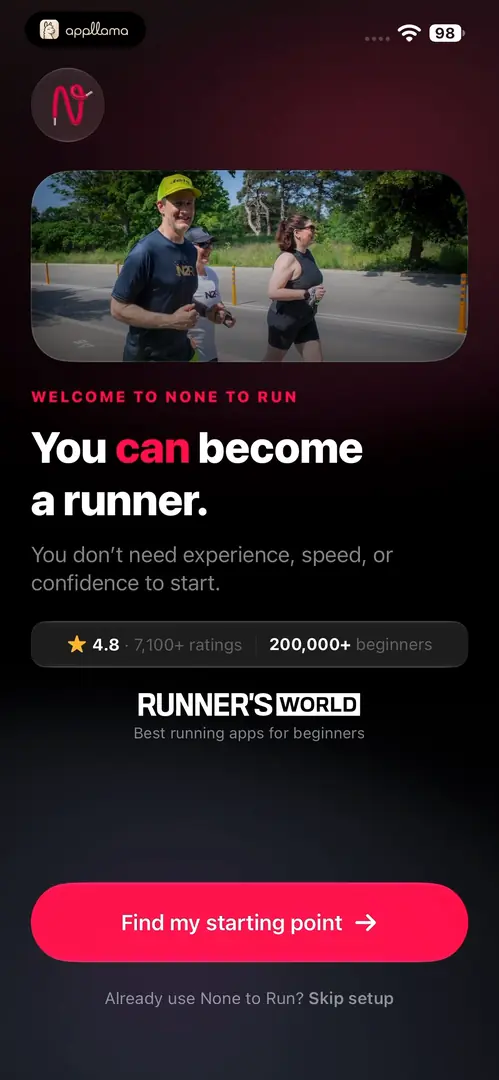 appllama
98
WELCOME TO NONE TO RUN
You can become
a runner.
You don't need experience, speed, or
confidence to start.
4.8 · 7,100+ ratings
200,000+ beginners
RUNNER'S WORLD
Best running apps for beginners
Find my starting point →
Already use None to Run? Skip setup